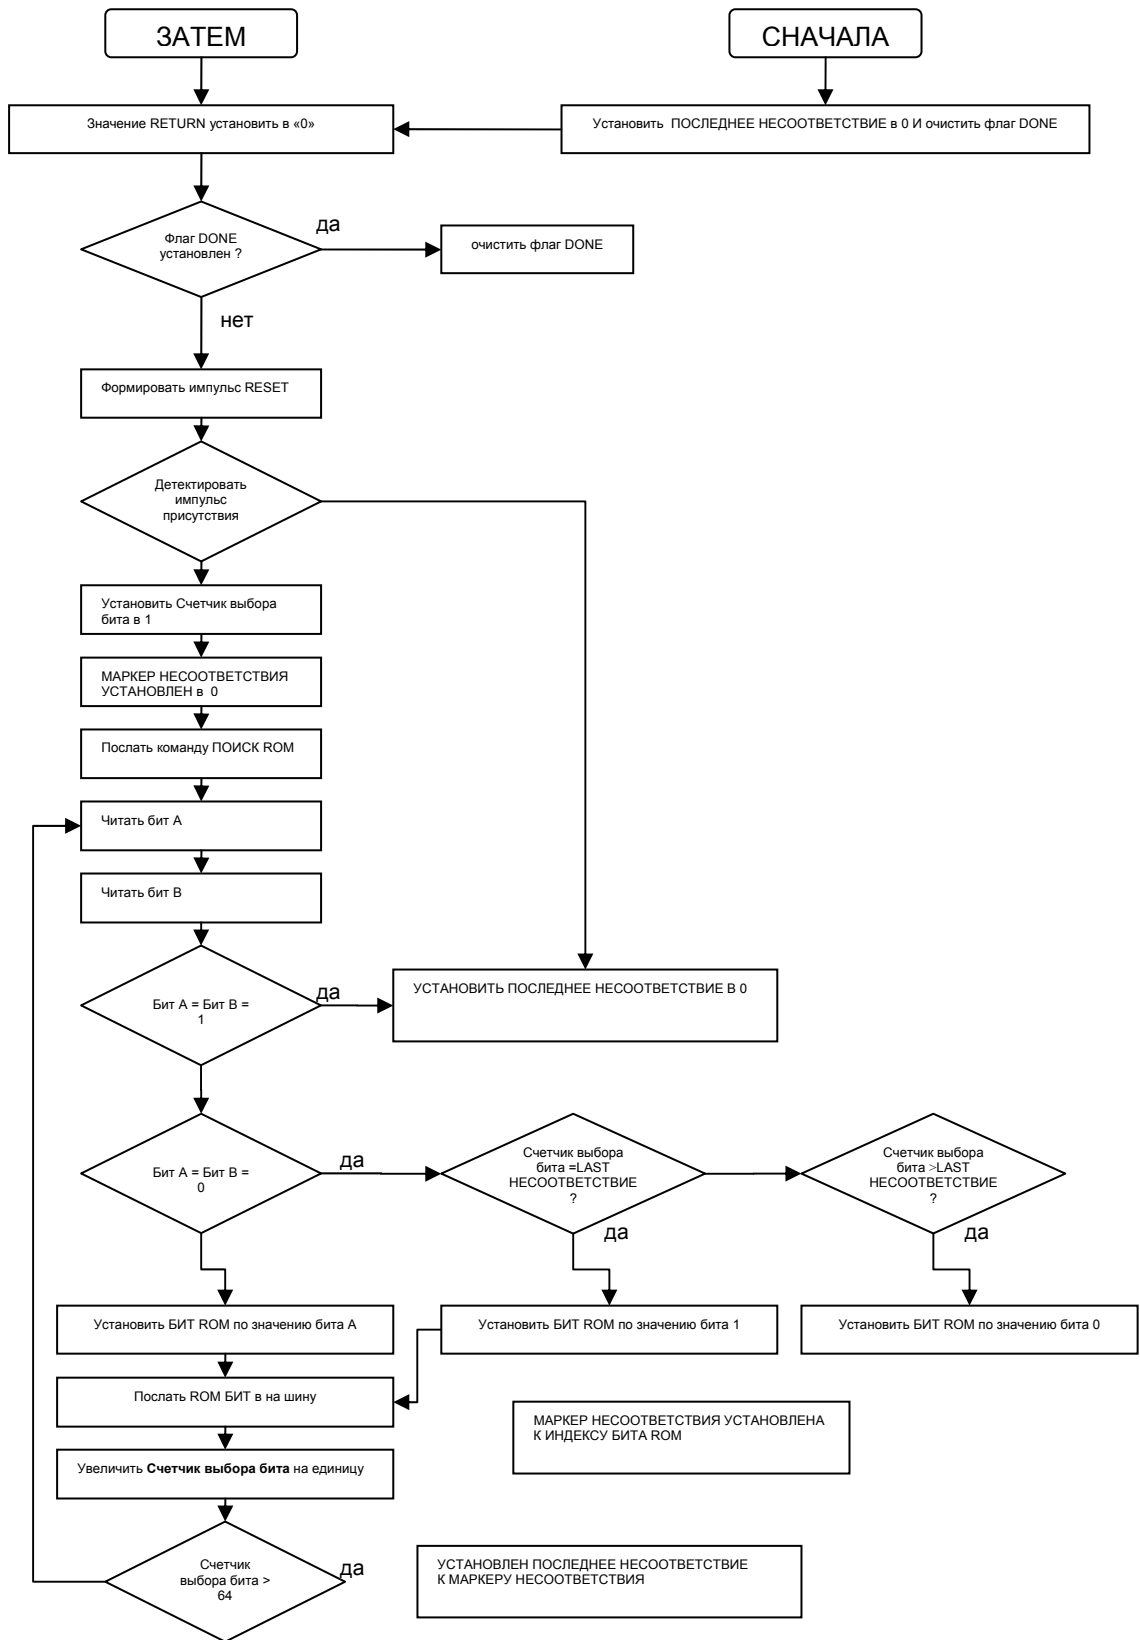 ЗАТЕМ
СНАЧАЛА
Значение RETURN установить в «0»
Установить ПОСЛЕДНЕЕ НЕСООТВЕТСТВИЕ в 0 И очистить флаг DONE
Флаг DONE
установлен ?
да
очистить флаг DONE
нет
Формировать импульс RESET
Детектировать
импульс
присутствия
Установить Счетчик выбора
бита в 1
МАРКЕР НЕСООТВЕТСТВИЯ
УСТАНОВЛЕН в 0
Послать команду ПОИСК ROM
Читать бит A
Читать бит B
Бит A = Бит B =
1
да
УСТАНОВИТЬ ПОСЛЕДНЕЕ НЕСООТВЕТСТВИЕ В 0
Бит A = Бит B =
0
да
Счетчик выбора
бита =LAST
НЕСООТВЕТСТВИЕ
?
да
Счетчик выбора
бита >LAST
НЕСООТВЕТСТВИЕ
?
да
Установить БИТ ROM по значению бита A
Установить БИТ ROM по значению бита 1
Установить БИТ ROM по значению бита 0
Послать ROM БИТ в на шину
МАРКЕР НЕСООТВЕТСТВИЯ УСТАНОВЛЕНА
К ИНДЕКСУ БИТА ROM
Увеличить Счетчик выбора бита на единицу
Счетчик
выбора бита >
64
да
УСТАНОВЛЕН ПОСЛЕДНЕЕ НЕСООТВЕТСТВИЕ
К МАРКЕРУ НЕСООТВЕТСТВИЯ